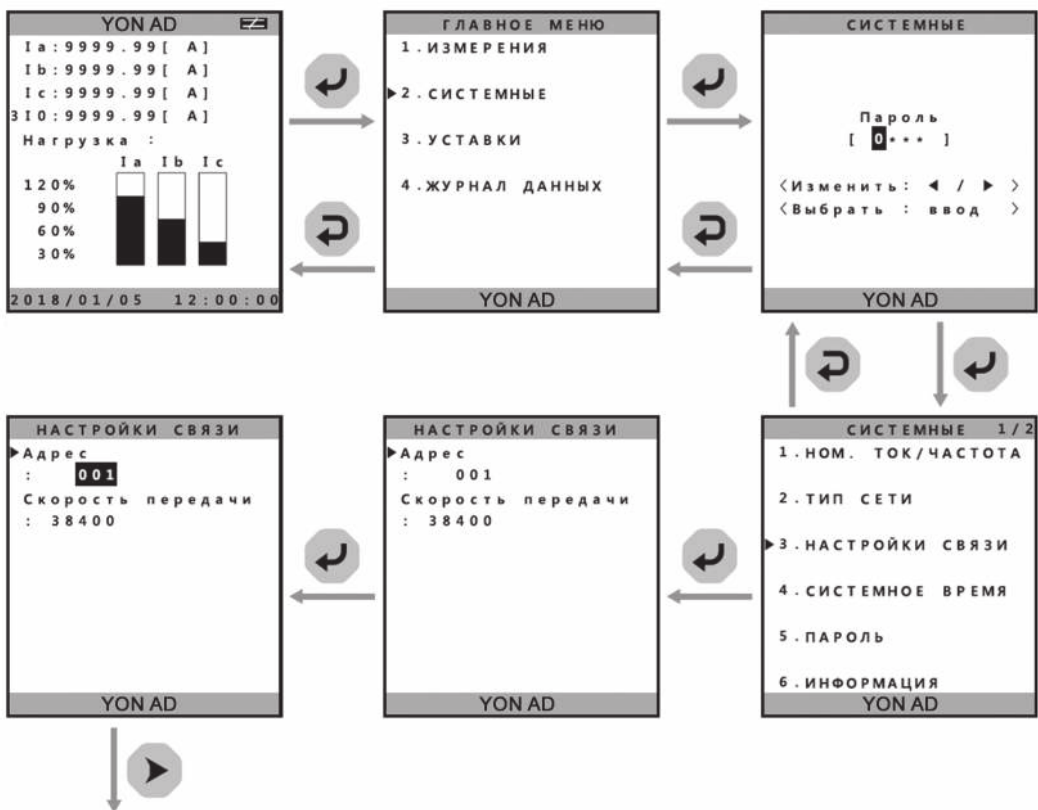 YON AD
Ia:9999.99[ A]
Ib:9999.99[ A]
Ic:9999.99[ A]
3I0:9999.99[ A]
Нагрузка :
Ia Ib Ic
120%
90%
60%
30%
2018/01/05 12:00:00
ГЛАВНОЕ МЕНЮ
1.ИЗМЕРЕНИЯ
▶2.СИСТЕМНЫЕ
3.УСТАВКИ
4.ЖУРНАЛ ДАННЫХ
YON AD
СИСТЕМНЫЕ
Пароль
[ 0*** ]
<Изменить: ◀ / ▶ >
<Выбрать : ввод >
YON AD
НАСТРОЙКИ СВЯЗИ
▶Адрес
: 001
Скорость передачи
: 38400
YON AD
НАСТРОЙКИ СВЯЗИ
▶Адрес
: 001
Скорость передачи
: 38400
YON AD
СИСТЕМНЫЕ 1/2
1.НОМ. ТОК/ЧАСТОТА
2.ТИП СЕТИ
▶3.НАСТРОЙКИ СВЯЗИ
4.СИСТЕМНОЕ ВРЕМЯ
5.ПАРОЛЬ
6.ИНФОРМАЦИЯ
YON AD